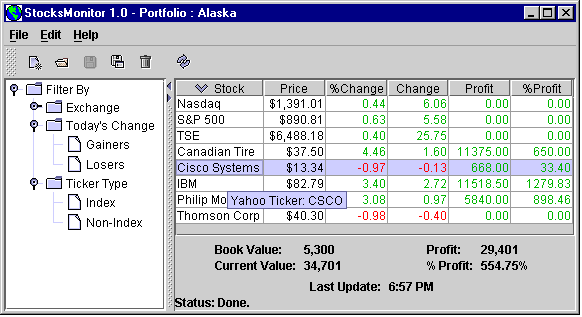 StocksMonitor 1.0 - Portfolio : Alaska
File Edit Help
Filter By
Exchange
Today's Change
Gainers
Losers
Ticker Type
Index
Non-Index
Stock Price %Change Change Profit %Profit
Nasdaq $1,391.01 0.44 6.06 0.00 0.00
S&P 500 $890.81 0.63 5.58 0.00 0.00
TSE $6,488.18 0.40 25.75 0.00 0.00
Canadian Tire $37.50 4.46 1.60 11375.00 650.00
Cisco Systems $13.34 -0.97 -0.13 668.00 33.40
IBM $82.79 3.40 2.72 11518.50 1279.83
Philip Mo 3.08 0.97 5840.00 898.46
Yahoo Ticker: CSCO
Thomson Corp $40.30 -0.98 -0.40 0.00 0.00
Book Value: 5,300 Profit: 29,401
Current Value: 34,701 % Profit: 554.75%
Last Update: 6:57 PM
Status: Done.